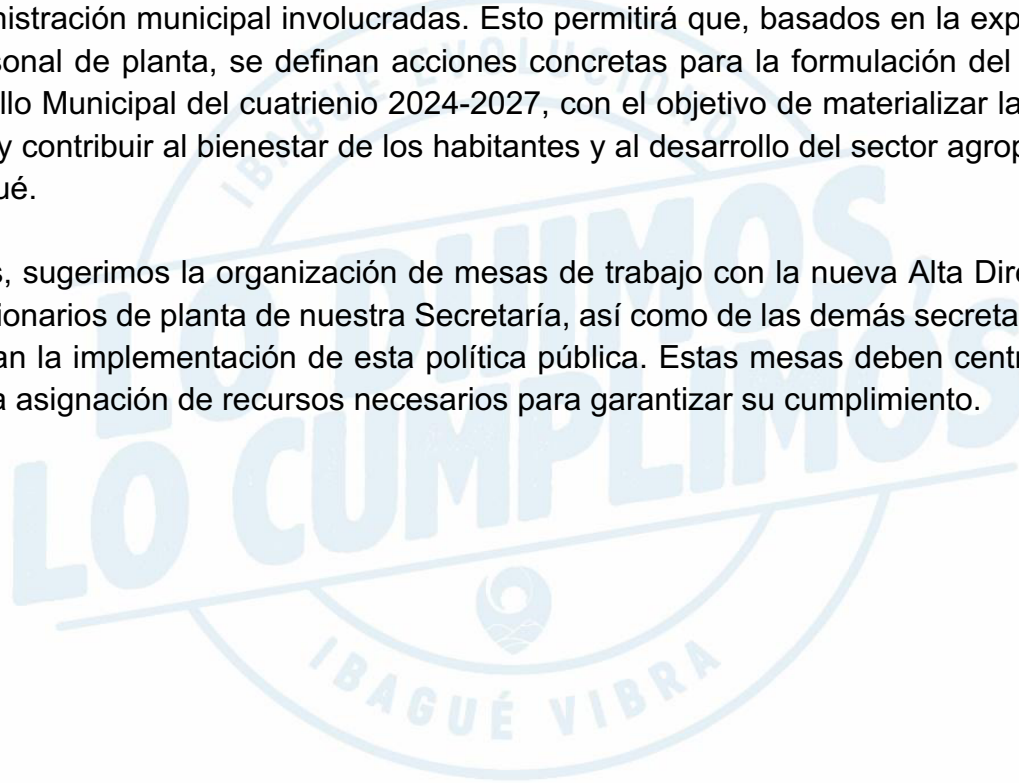 nistración municipal involucradas. Esto permitirá que, basados en la exp
sonal de planta, se definan acciones concretas para la formulación del
llo Municipal del cuatrienio 2024-2027, con el objetivo de materializar la
y contribuir al bienestar de los habitantes y al desarrollo del sector agrop
ué.
s, sugerimos la organización de mesas de trabajo con la nueva Alta Dire
ionarios de planta de nuestra Secretaría, así como de las demás secreta
an la implementación de esta política pública. Estas mesas deben centr
a asignación de recursos necesarios para garantizar su cumplimiento.
IBAGUÉ EVOLUCIONÓ
LO DIJIMOS,
LO CUMPLIMOS
IBAGUÉ VIBRA